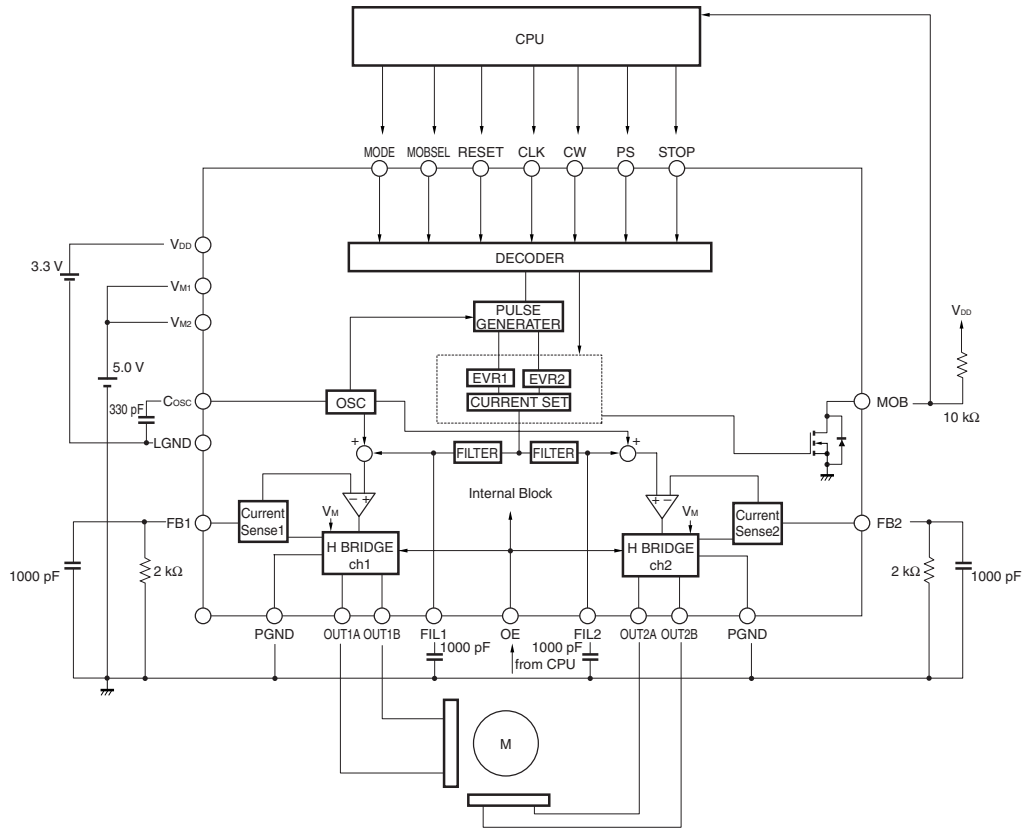 CPU
MODE MOBSEL RESET CLK CW PS STOP
DECODER
VDD
3.3 V
VM1
VM2
5.0 V
PULSE
GENERATER
VDD
EVR1 EVR2
CURRENT SET
COSC
330 pF
OSC
MOB
10 kΩ
LGND
+ FILTER FILTER +
Internal Block
− +
+ −
VM
VM
Current
Sense1
Current
Sense2
FB1
FB2
H BRIDGE
ch1
H BRIDGE
ch2
1000 pF 2 kΩ
2 kΩ 1000 pF
PGND OUT1A OUT1B FIL1 OE FIL2 OUT2A OUT2B PGND
1000 pF 1000 pF
from CPU
M